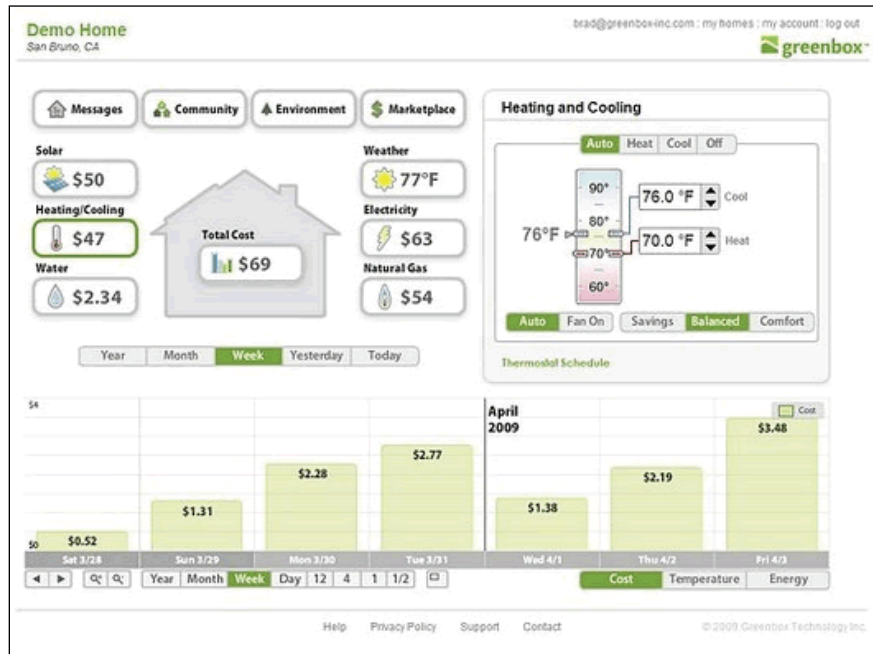 Demo Home
San Bruno, CA
brad@greenbox-inc.com : my homes : my account : log out
greenbox™
Messages
Community
Environment
Marketplace
Solar
$50
Weather
77°F
Heating/Cooling
$47
Total Cost
$69
Electricity
$63
Water
$2.34
Natural Gas
$54
Year Month Week Yesterday Today
Heating and Cooling
Auto Heat Cool Off
90°
80°
70°
60°
76°F
76.0 °F Cool
70.0 °F Heat
Auto Fan On Savings Balanced Comfort
Thermostat Schedule
$4
April
2009
Cost
$0.52
$1.31
$2.28
$2.77
$1.38
$2.19
$3.48
$0
Sat 3/28 Sun 3/29 Mon 3/30 Tue 3/31 Wed 4/1 Thu 4/2 Fri 4/3
Year Month Week Day 12 4 1 1/2
Cost Temperature Energy
Help Privacy Policy Support Contact
© 2009 Greenbox Technology Inc.